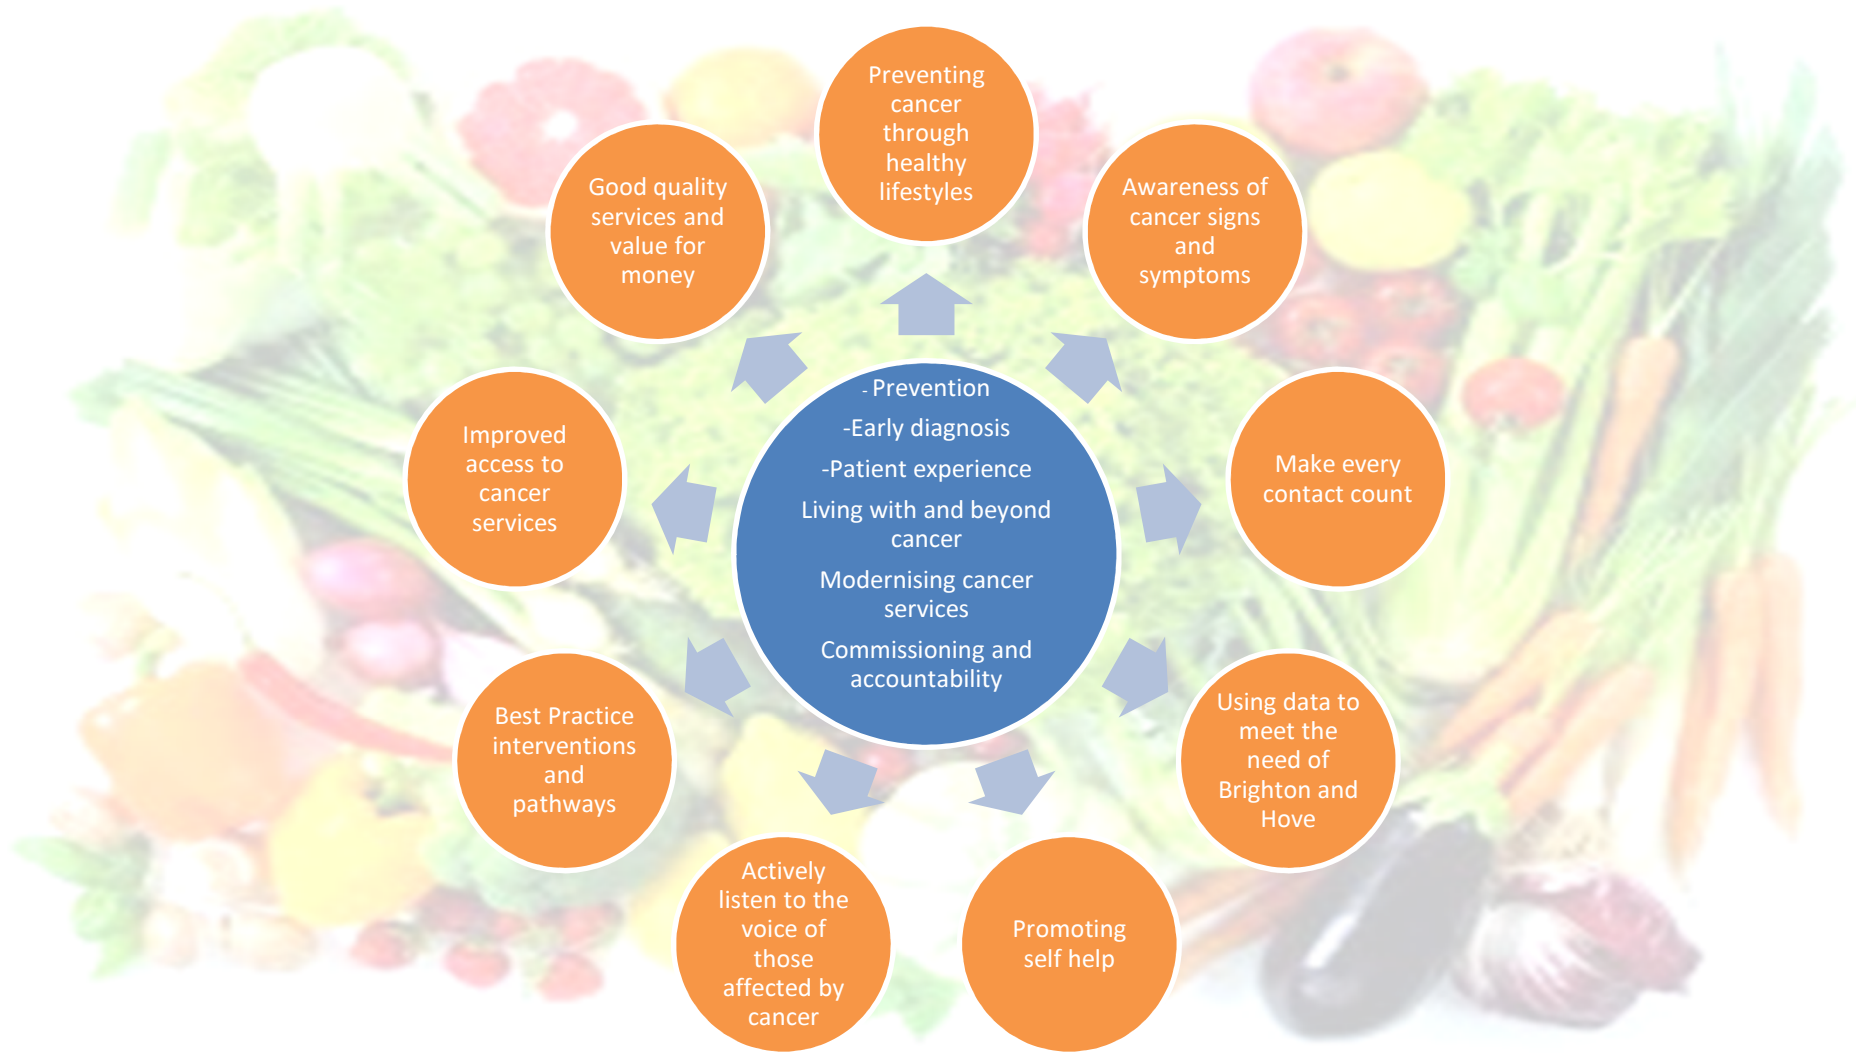 Preventing
cancer
through
healthy
lifestyles
Awareness of
cancer signs
and
symptoms
Make every
contact count
Using data to
meet the
need of
Brighton and
Hove
Promoting
self help
Actively
listen to the
voice of
those
affected by
cancer
Best Practice
interventions
and
pathways
Improved
access to
cancer
services
Good quality
services and
value for
money
- Prevention
-Early diagnosis
-Patient experience
Living with and beyond
cancer
Modernising cancer
services
Commissioning and
accountability